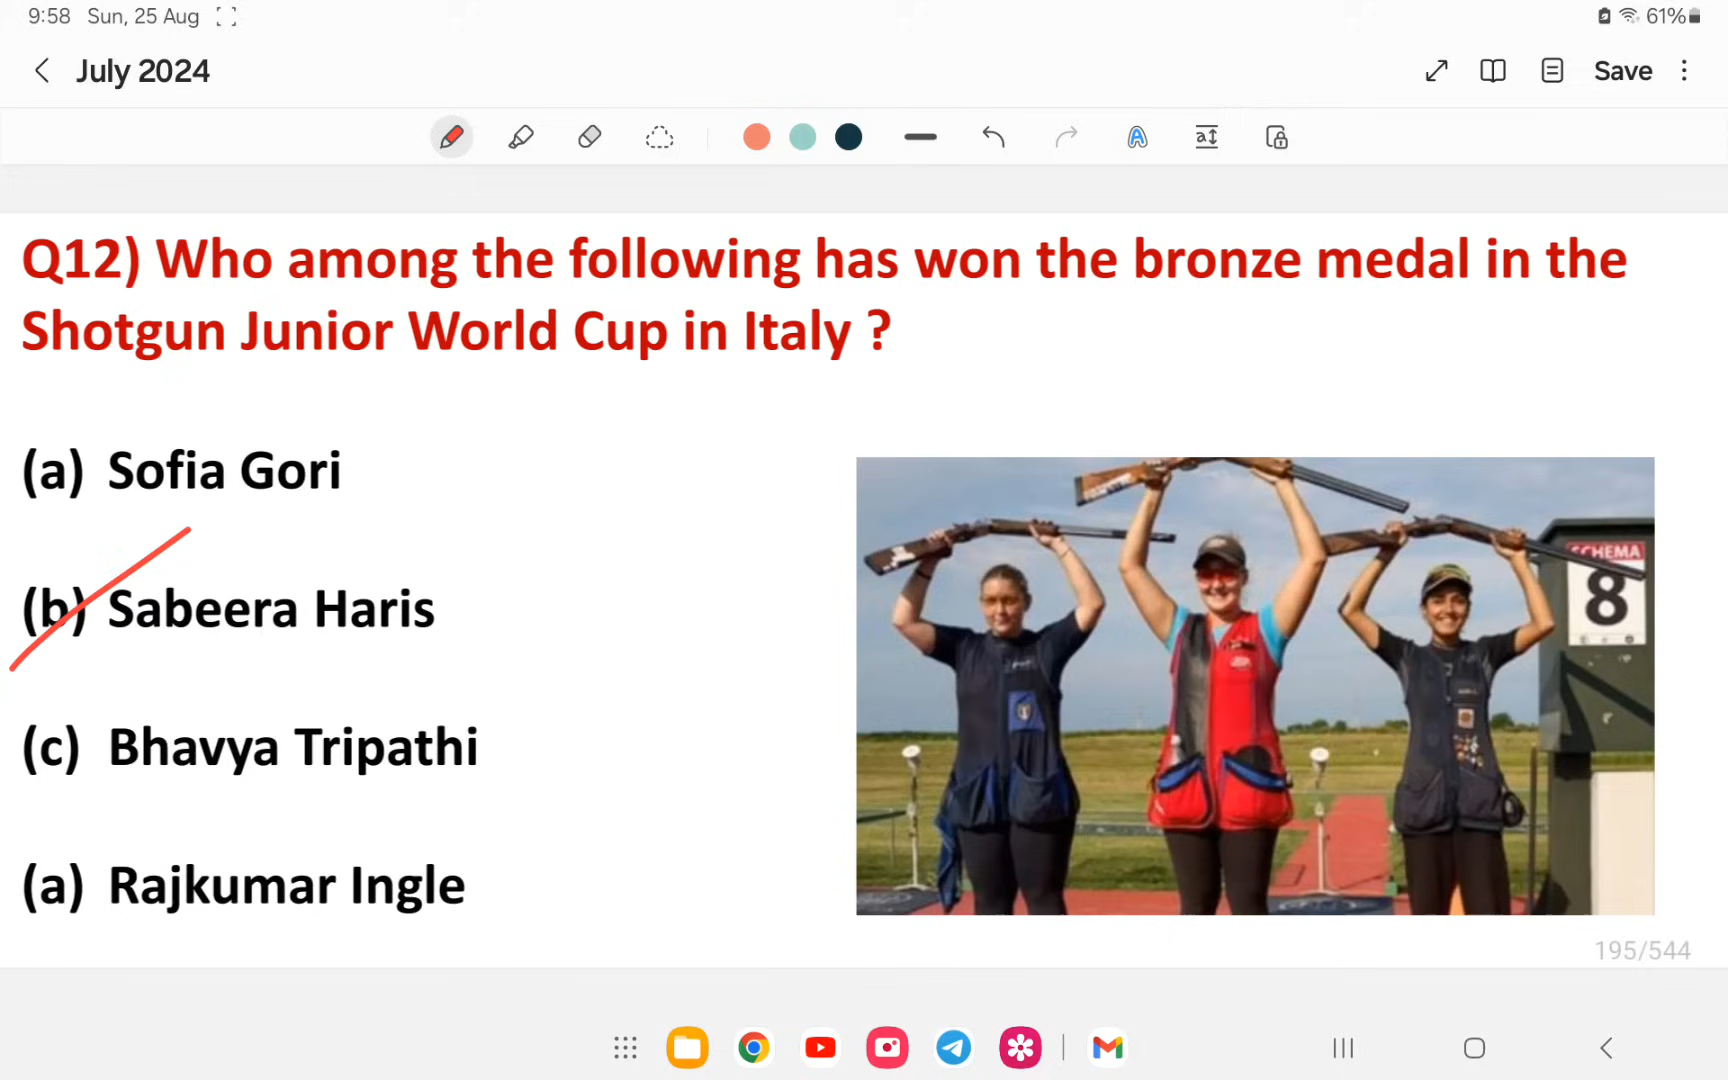 9:58 Sun, 25 Aug
61%
July 2024
Save
Q12) Who among the following has won the bronze medal in the
Shotgun Junior World Cup in Italy ?
(a) Sofia Gori
(b) Sabeera Haris
(c) Bhavya Tripathi
(a) Rajkumar Ingle
SCHEMA
8
195/544